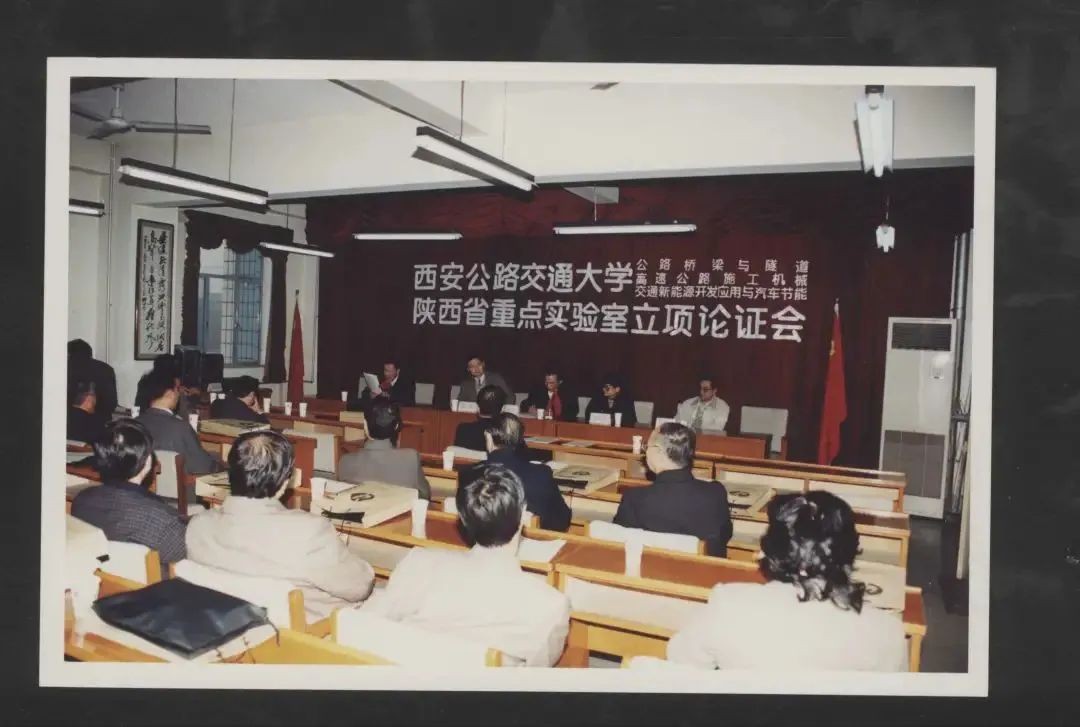 西安公路交通大学
公路桥梁与隧道
高速公路施工机械
交通新能源开发应用与汽车节能
陕西省重点实验室立项论证会